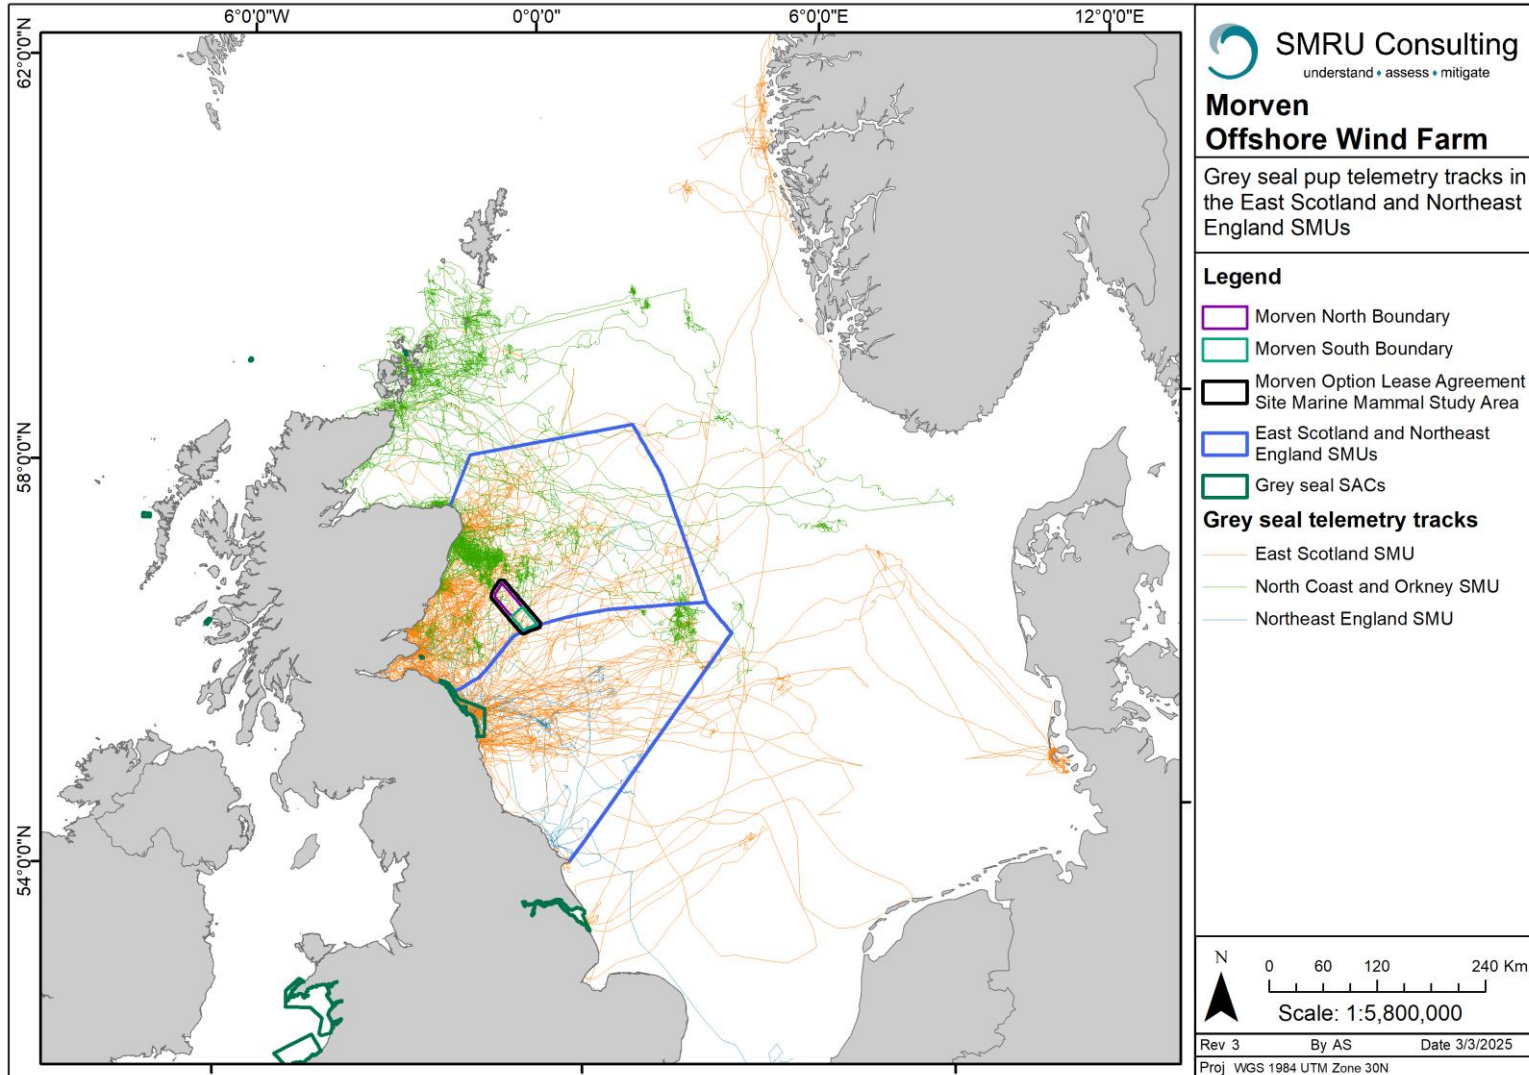 6°0'0"W 0°0'0" 6°0'0"E 12°0'0"E
62°0'0"N
58°0'0"N
54°0'0"N
SMRU Consulting
understand ♦ assess ♦ mitigate
Morven
Offshore Wind Farm
Grey seal pup telemetry tracks in
the East Scotland and Northeast
England SMUs
Legend
Morven North Boundary
Morven South Boundary
Morven Option Lease Agreement
Site Marine Mammal Study Area
East Scotland and Northeast
England SMUs
Grey seal SACs
Grey seal telemetry tracks
East Scotland SMU
North Coast and Orkney SMU
Northeast England SMU
N
0 60 120 240 Km
Scale: 1:5,800,000
Rev 3 By AS Date 3/3/2025
Proj WGS 1984 UTM Zone 30N